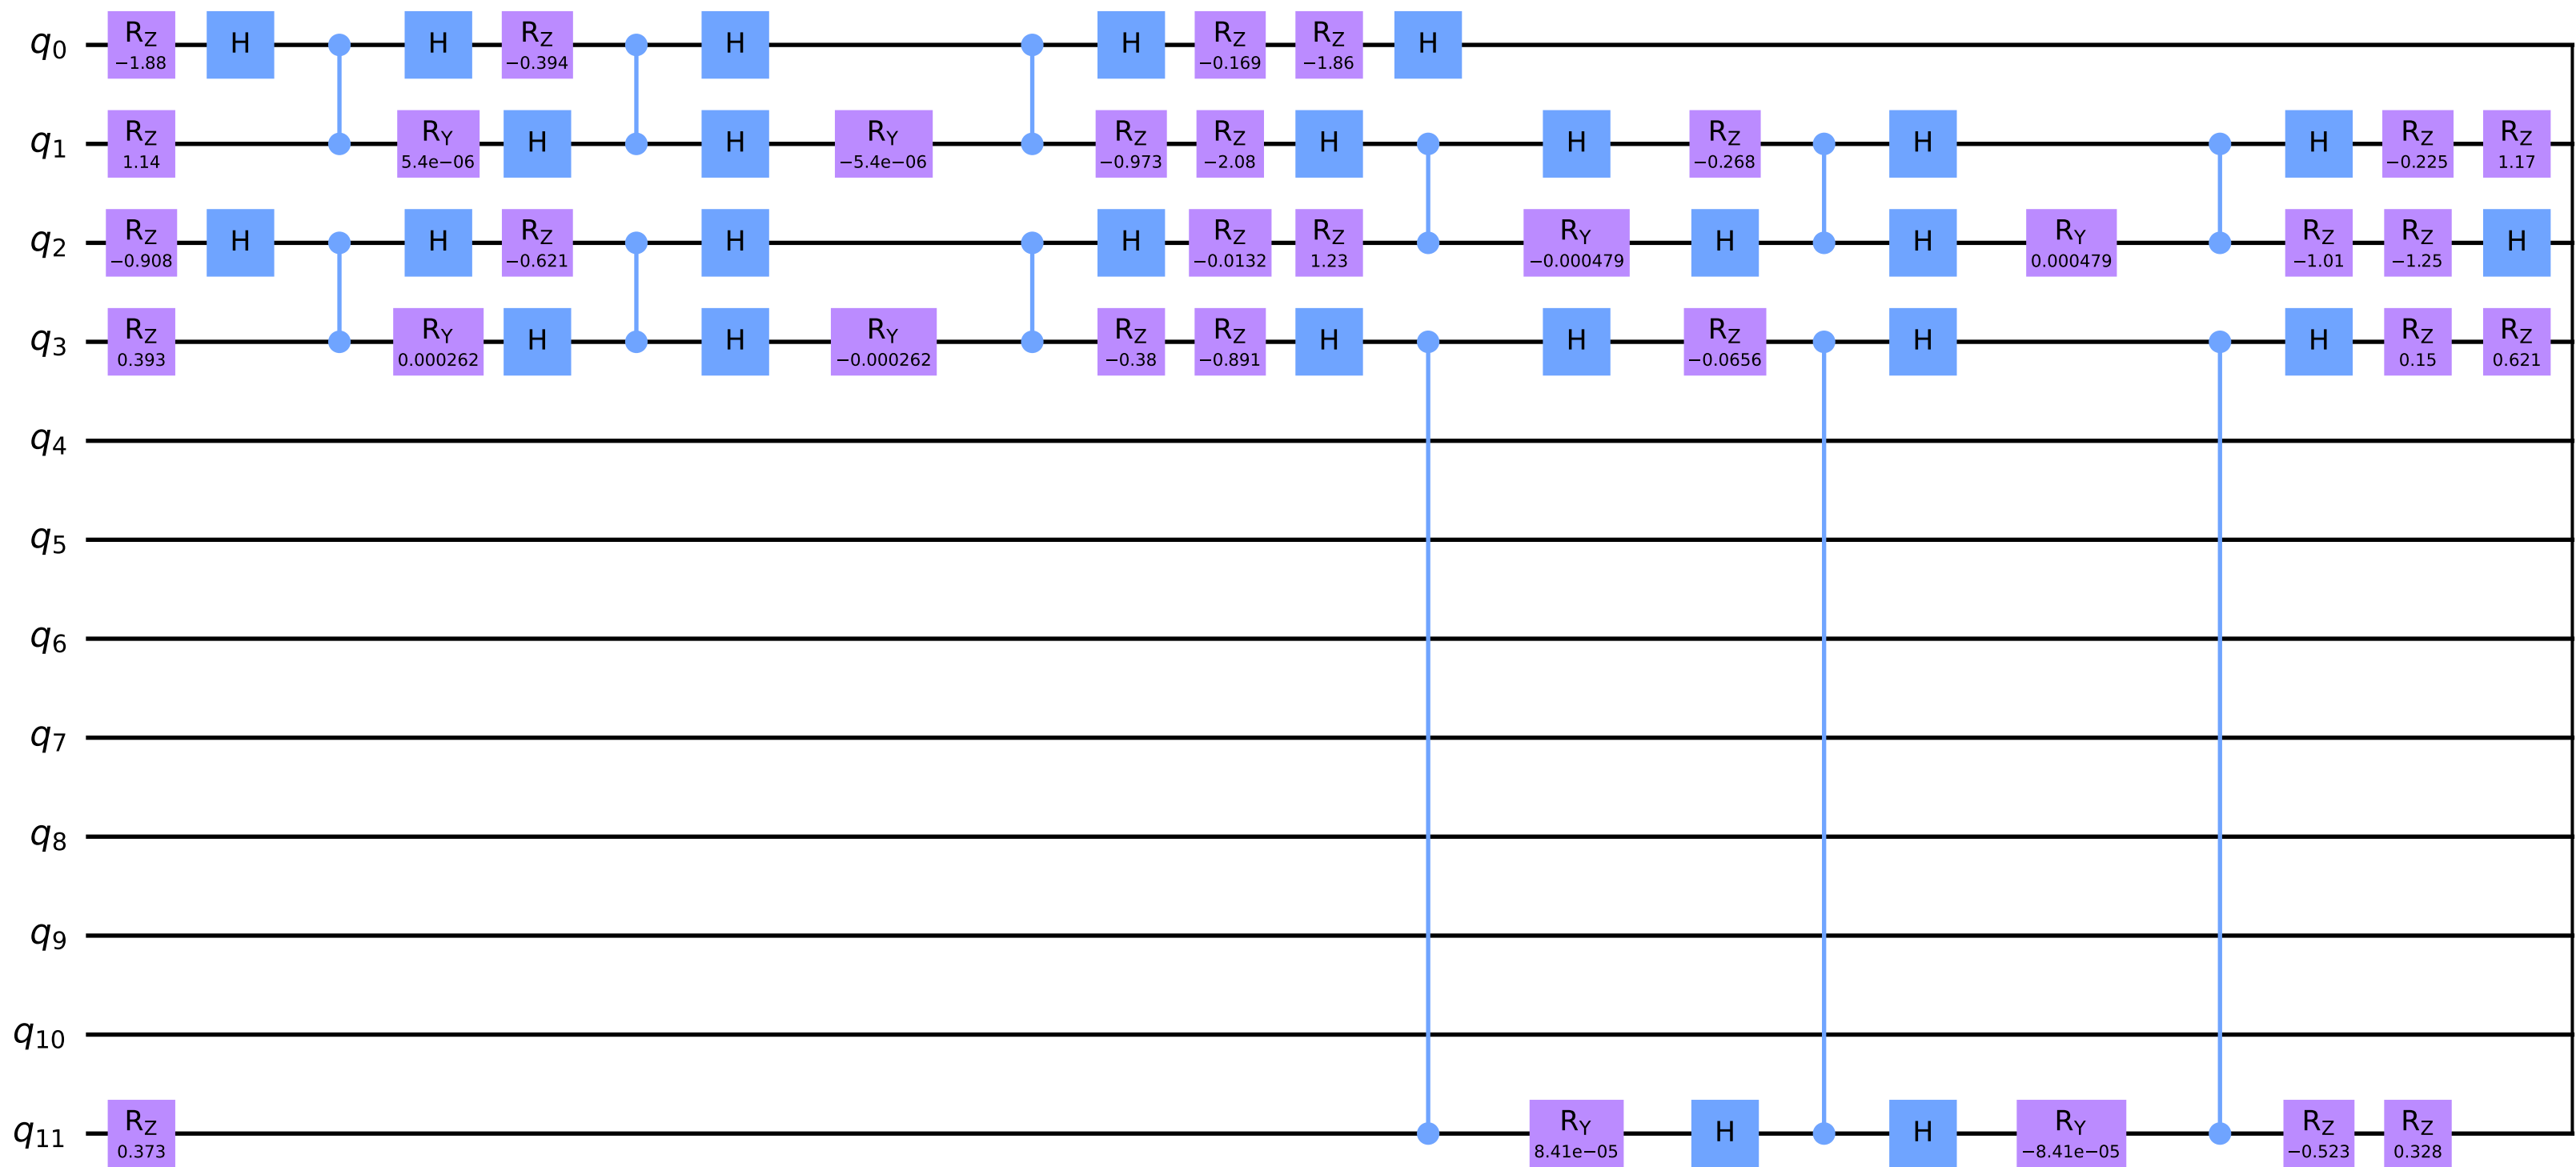 q0 RZ H H RZ H H RZ RZ H
−1.88 −0.394 −0.169 −1.86
q1 RZ RY H H RY RZ RZ H H RZ H H RZ RZ
1.14 5.4e−06 −5.4e−06 −0.973 −2.08 −0.268 −0.225 1.17
q2 RZ H H RZ H H RZ RZ RY H H RY RZ RZ H
−0.908 −0.621 −0.0132 1.23 −0.000479 0.000479 −1.01 −1.25
q3 RZ RY H H RY RZ RZ H H RZ H H RZ RZ
0.393 0.000262 −0.000262 −0.38 −0.891 −0.0656 0.15 0.621
q4
q5
q6
q7
q8
q9
q10
q11 RZ RY H H RY RZ RZ
0.373 8.41e−05 −8.41e−05 −0.523 0.328